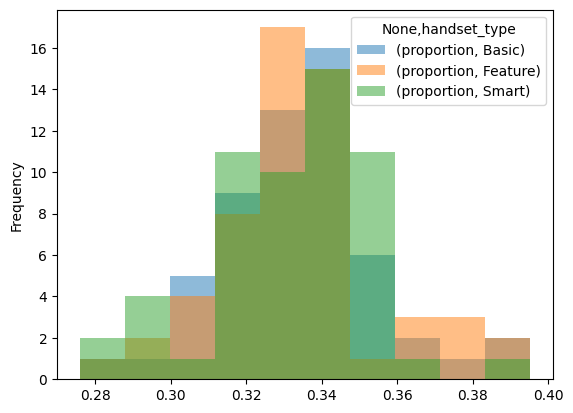 None,handset_type
(proportion, Basic)
(proportion, Feature)
(proportion, Smart)
Frequency
16
14
12
10
8
6
4
2
0
0.28 0.30 0.32 0.34 0.36 0.38 0.40